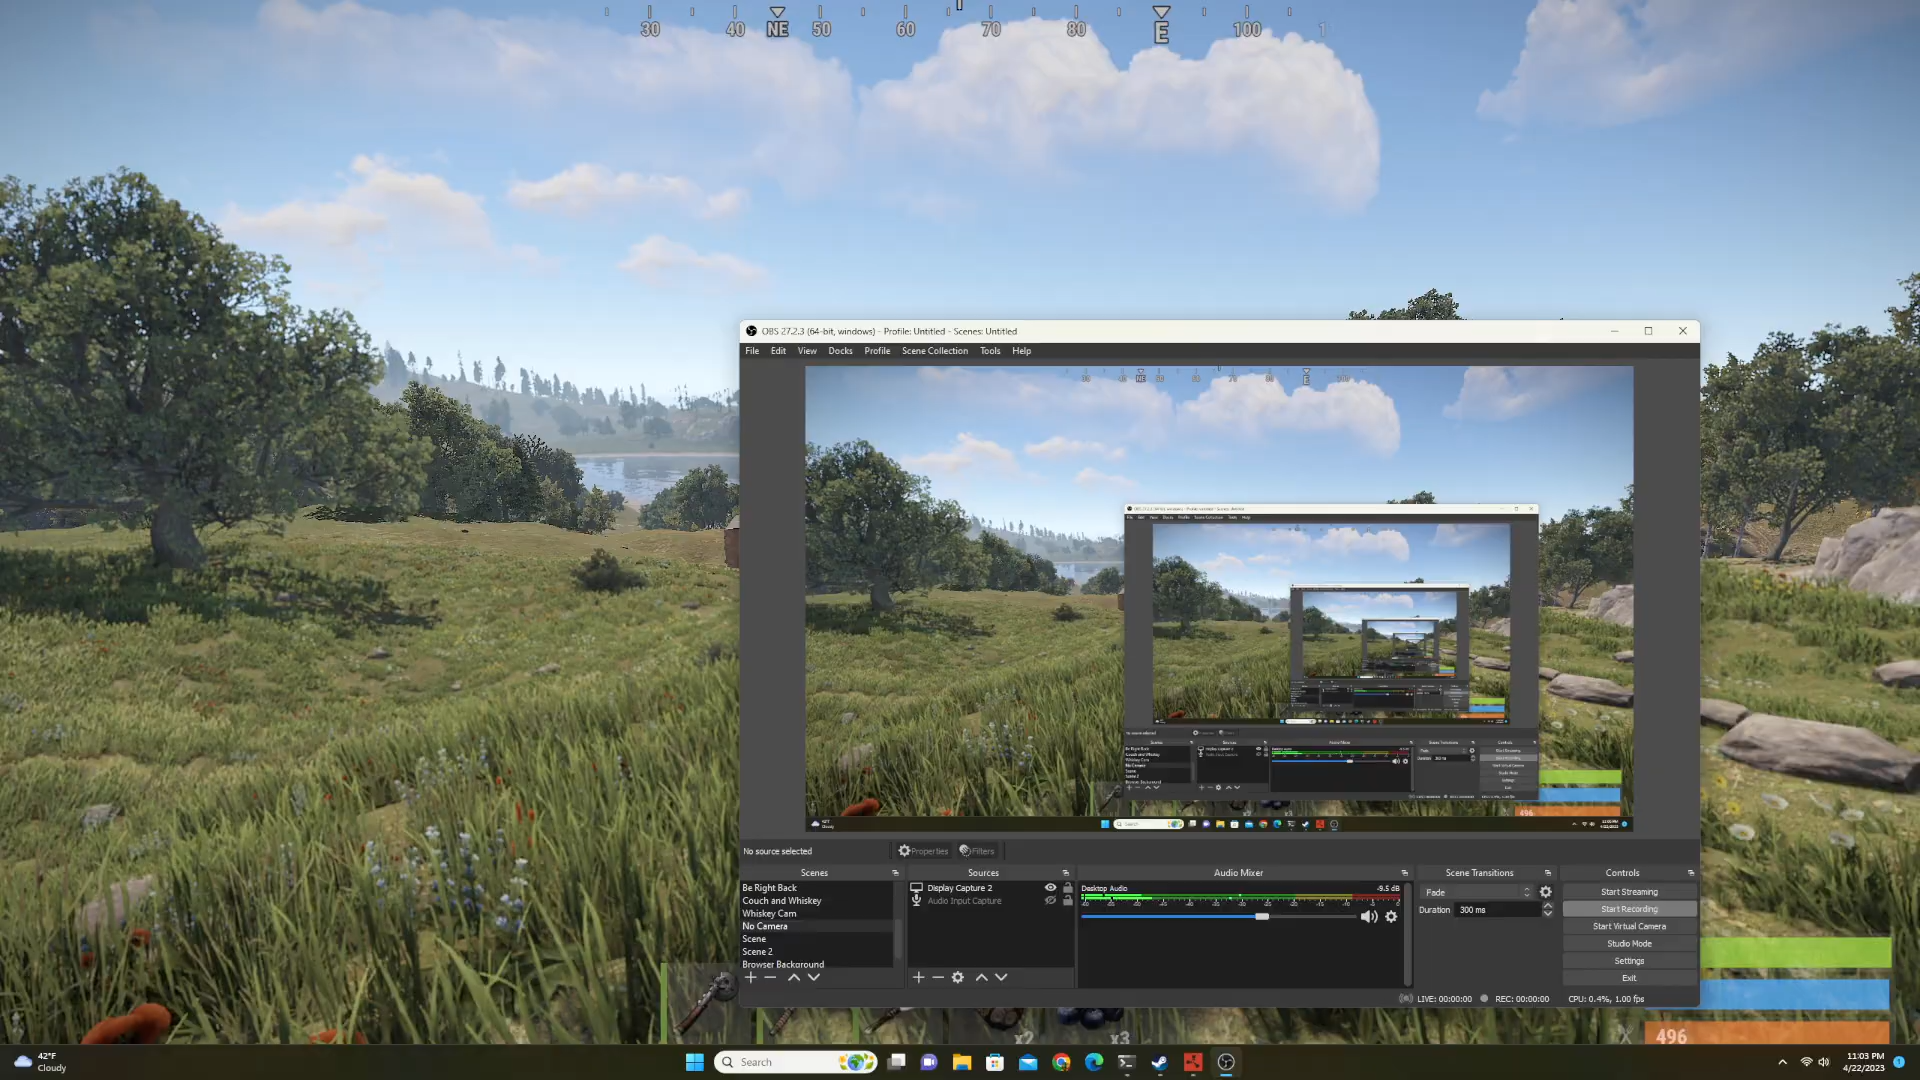 30 40 NE 50 60 70 80 E 100 1
OBS 27.2.3 (64-bit, windows) - Profile: Untitled - Scenes: Untitled
File Edit View Docks Profile Scene Collection Tools Help
No source selected Properties Filters
Scenes
Be Right Back
Couch and Whiskey
Whiskey Cam
No Camera
Scene
Scene 2
Browser Background
Sources
Display Capture 2
Audio Input Capture
Audio Mixer
Desktop Audio -9.5 dB
Scene Transitions
Fade
Duration 300 ms
Controls
Start Streaming
Start Recording
Start Virtual Camera
Studio Mode
Settings
Exit
LIVE: 00:00:00 REC: 00:00:00 CPU: 0.4%, 1.00 fps
x2 x3
496
42°F
Cloudy
Search
11:03 PM
4/22/2023
1